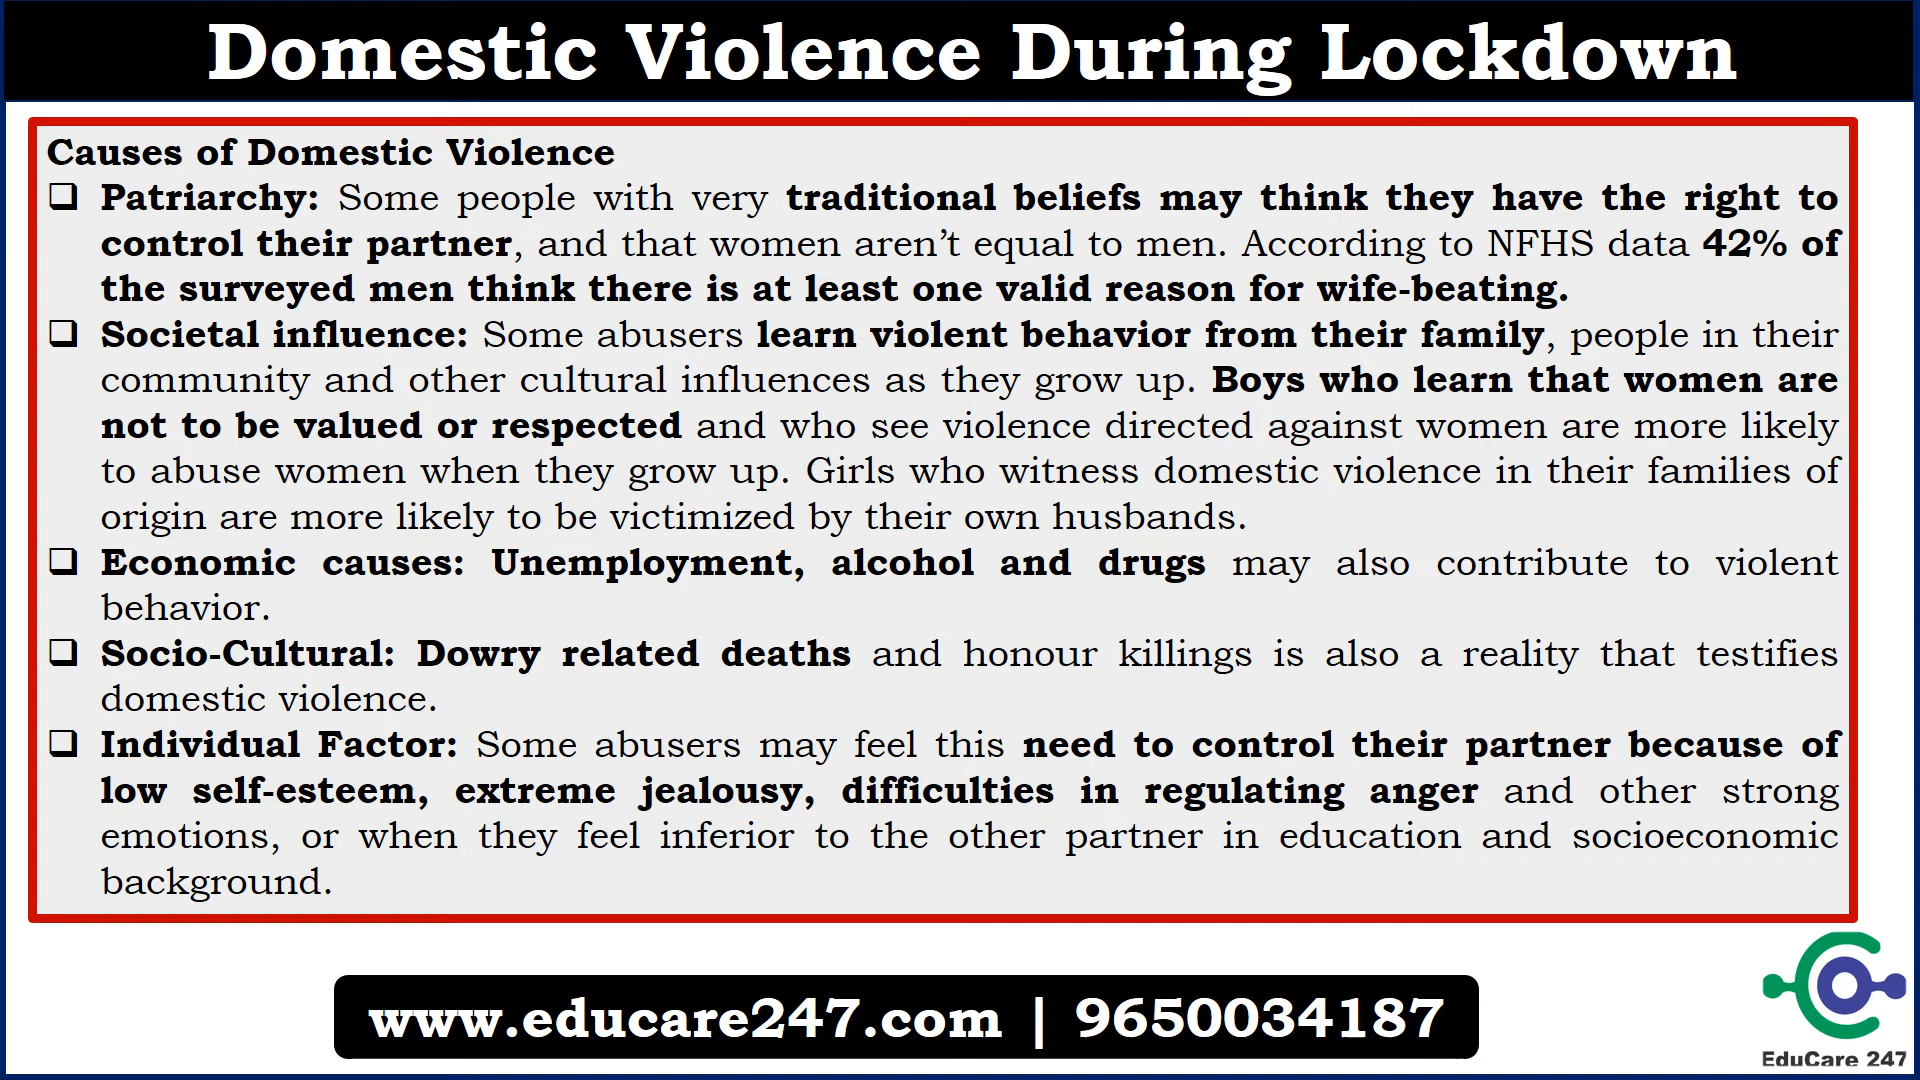 Domestic Violence During Lockdown
Causes of Domestic Violence
❑ Patriarchy: Some people with very traditional beliefs may think they have the right to
control their partner, and that women aren’t equal to men. According to NFHS data 42% of
the surveyed men think there is at least one valid reason for wife-beating.
❑ Societal influence: Some abusers learn violent behavior from their family, people in their
community and other cultural influences as they grow up. Boys who learn that women are
not to be valued or respected and who see violence directed against women are more likely
to abuse women when they grow up. Girls who witness domestic violence in their families of
origin are more likely to be victimized by their own husbands.
❑ Economic causes: Unemployment, alcohol and drugs may also contribute to violent
behavior.
❑ Socio-Cultural: Dowry related deaths and honour killings is also a reality that testifies
domestic violence.
❑ Individual Factor: Some abusers may feel this need to control their partner because of
low self-esteem, extreme jealousy, difficulties in regulating anger and other strong
emotions, or when they feel inferior to the other partner in education and socioeconomic
background.
www.educare247.com | 9650034187
EduCare 247